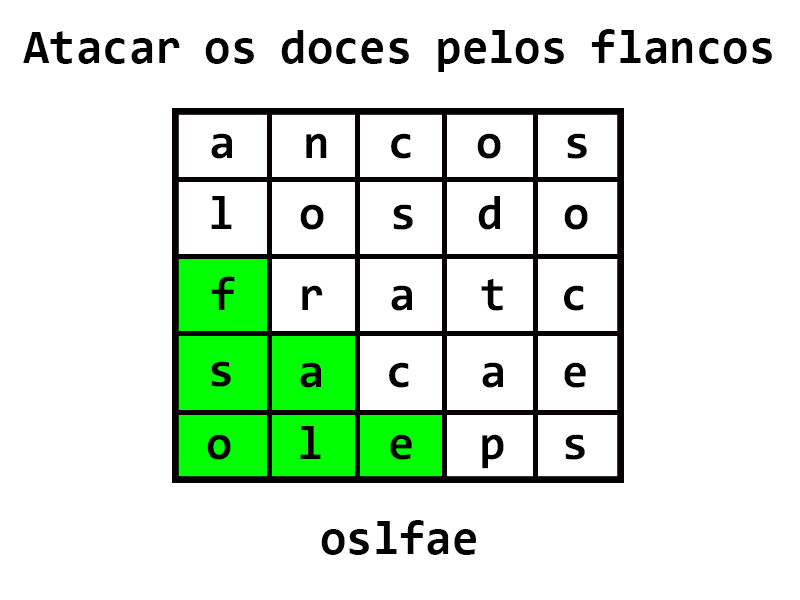 Atacar os doces pelos flancos
a n c o s
l o s d o
f r a t c
s a c a e
o l e p s
oslfae